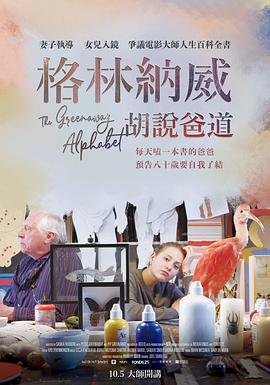 妻子執導 女兒入鏡 爭議電影大師人生百科全書
格林納威
The Greenaway
Alphabet
胡說爸道
每天嗑一本書的爸爸
預告八十歲要自我了結
10.5 大師開講